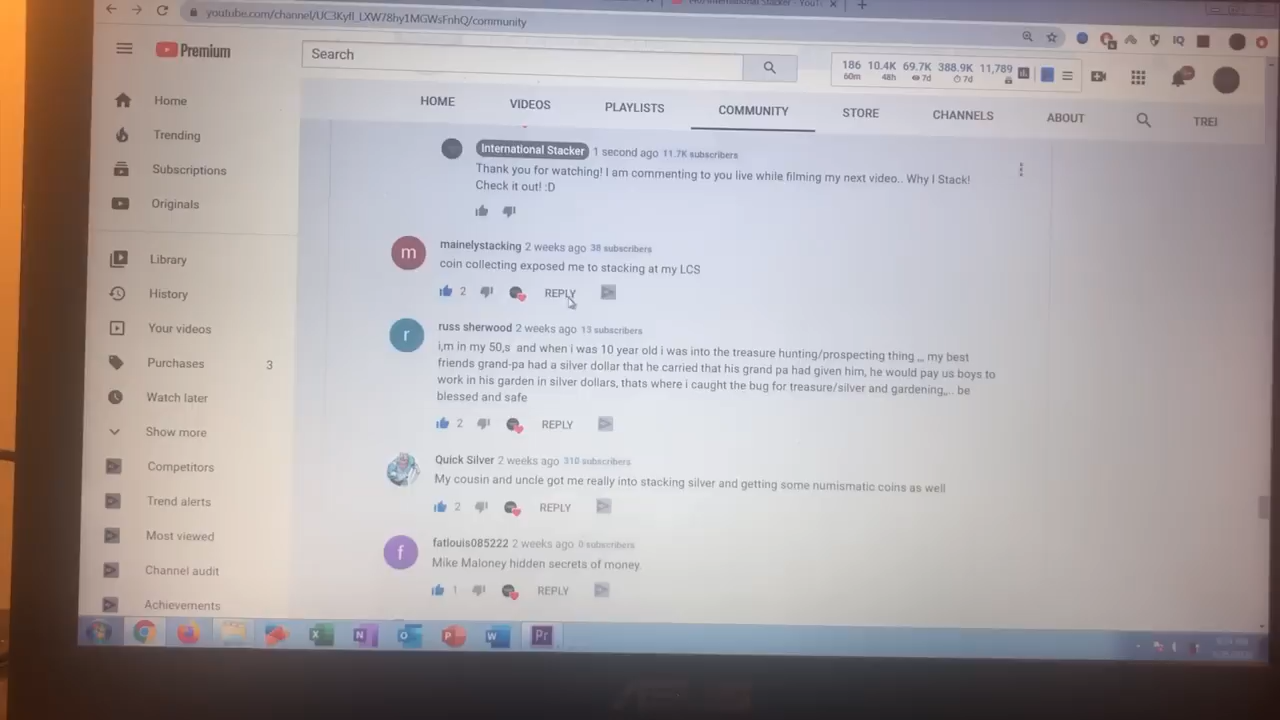 youtube.com/channel/UC3Kyfl_LXW78hy1MGWsFnhQ/community
Premium
Search
186 10.4K 69.7K 388.9K 11,789
60m 48h 7d 7d
HOME VIDEOS PLAYLISTS COMMUNITY STORE CHANNELS ABOUT TREI
Home
Trending
Subscriptions
Originals
Library
History
Your videos
Purchases 3
Watch later
Show more
Competitors
Trend alerts
Most viewed
Channel audit
Achievements
International Stacker 1 second ago 11.7K subscribers
Thank you for watching! I am commenting to you live while filming my next video.. Why I Stack!
Check it out! :D
m
mainelystacking 2 weeks ago 38 subscribers
coin collecting exposed me to stacking at my LCS
2 REPLY
r
russ sherwood 2 weeks ago 13 subscribers
i,m in my 50,s and when i was 10 year old i was into the treasure hunting/prospecting thing ,,, my best
friends grand-pa had a silver dollar that he carried that his grand pa had given him, he would pay us boys to
work in his garden in silver dollars, thats where i caught the bug for treasure/silver and gardening,,.. be
blessed and safe
2 REPLY
Quick Silver 2 weeks ago 310 subscribers
My cousin and uncle got me really into stacking silver and getting some numismatic coins as well
2 REPLY
f
fatlouis085222 2 weeks ago 0 subscribers
Mike Maloney hidden secrets of money.
1 REPLY
IQ
X N O P W Pr